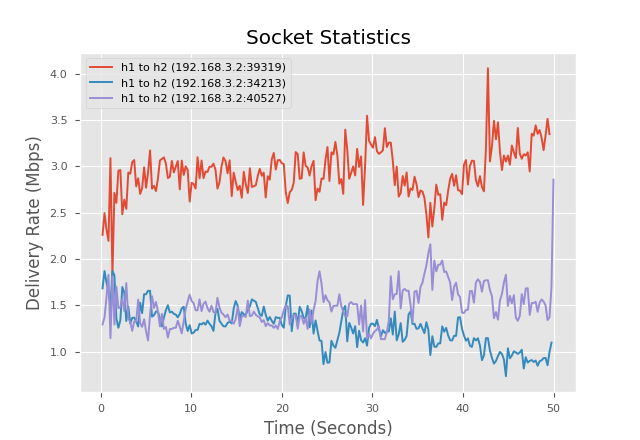 Socket Statistics
h1 to h2 (192.168.3.2:39319)
h1 to h2 (192.168.3.2:34213)
h1 to h2 (192.168.3.2:40527)
Delivery Rate (Mbps)
4.0
3.5
3.0
2.5
2.0
1.5
1.0
0 10 20 30 40 50
Time (Seconds)